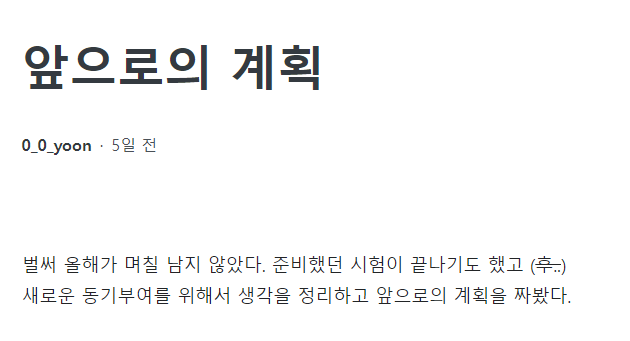 앞으로의 계획
0_0_yoon · 5일 전
벌써 올해가 며칠 남지 않았다. 준비했던 시험이 끝나기도 했고 (후..)
새로운 동기부여를 위해서 생각을 정리하고 앞으로의 계획을 짜봤다.